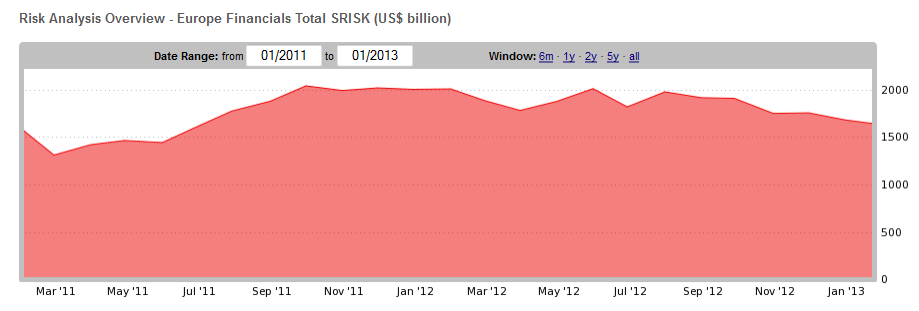 Risk Analysis Overview - Europe Financials Total SRISK (US$ billion)
Date Range: from 01/2011 to 01/2013 Window: 6m · 1y · 2y · 5y · all
2000
1500
1000
500
0
Mar '11 May '11 Jul '11 Sep '11 Nov '11 Jan '12 Mar '12 May '12 Jul '12 Sep '12 Nov '12 Jan '13